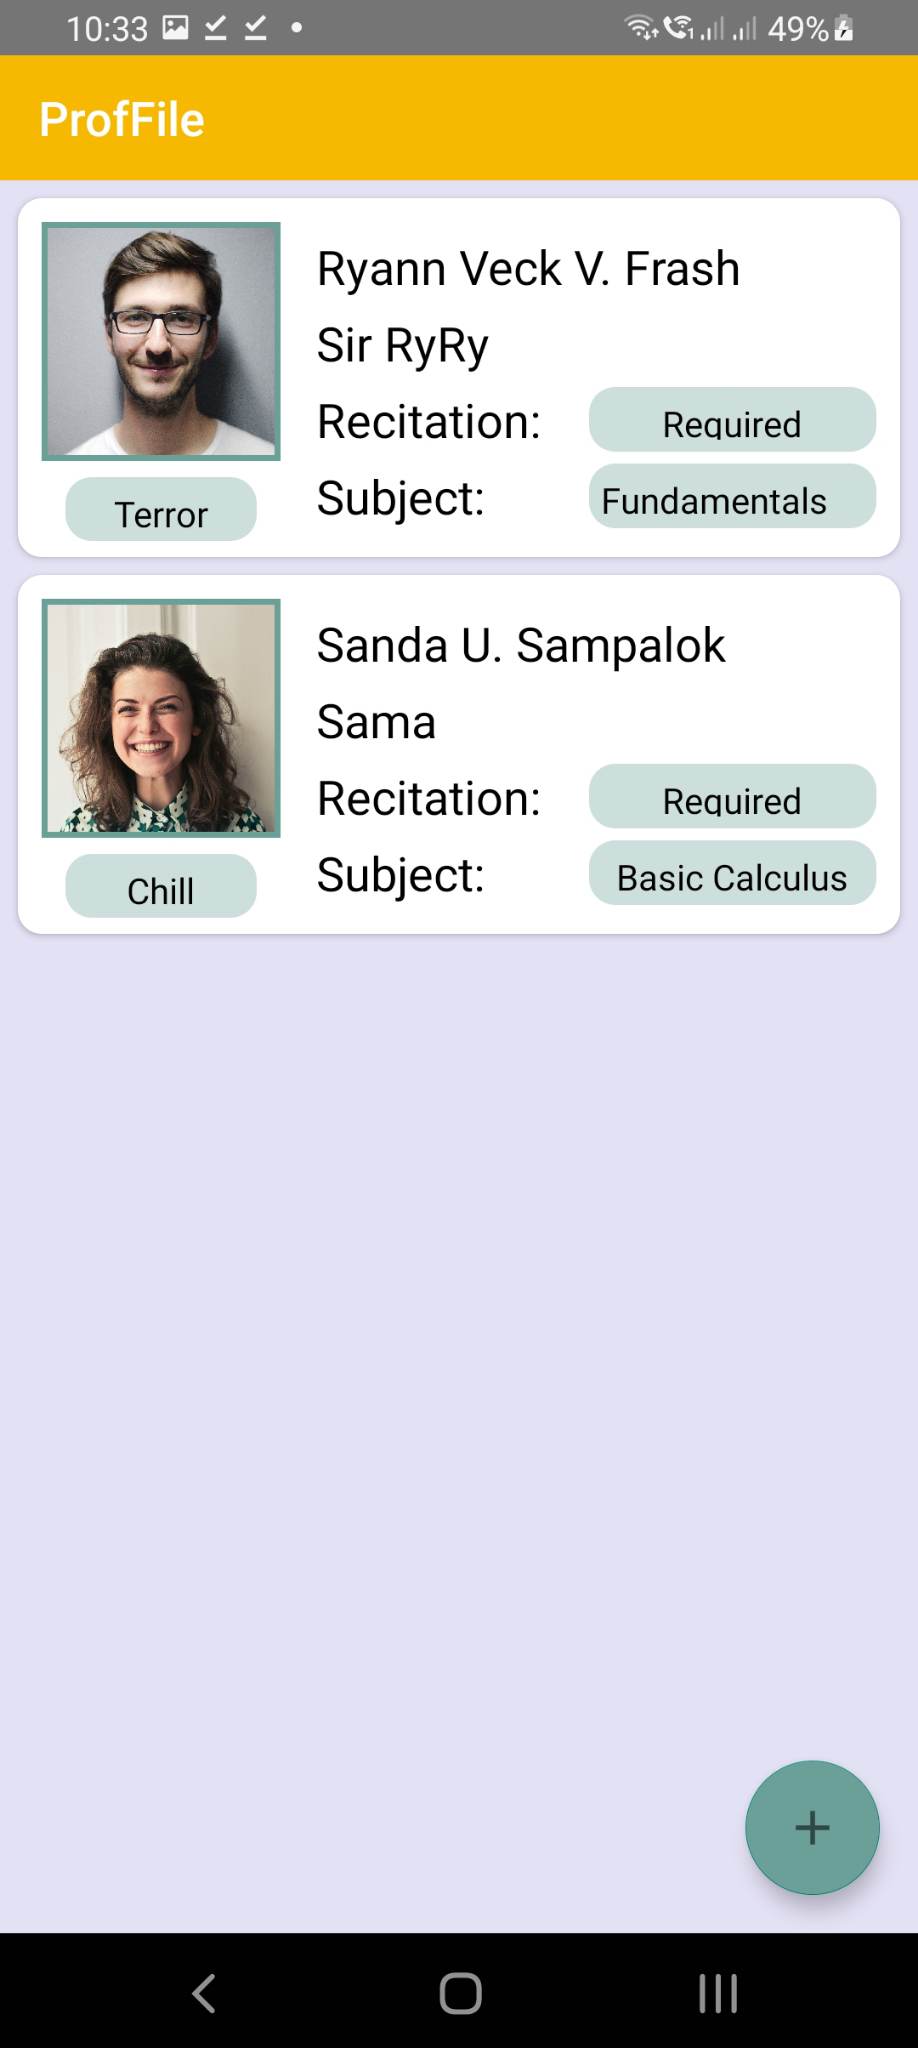 10:33
49%
ProfFile
Ryann Veck V. Frash
Sir RyRy
Recitation: Required
Subject: Fundamentals
Terror
Sanda U. Sampalok
Sama
Recitation: Required
Subject: Basic Calculus
Chill